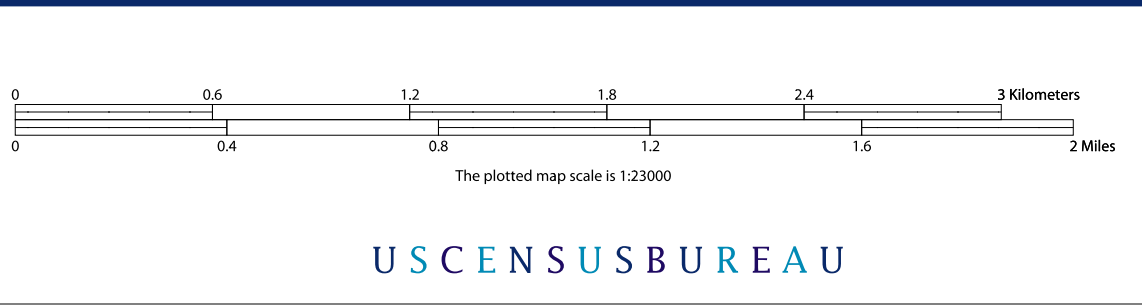 0 0.6 1.2 1.8 2.4 3 Kilometers
0 0.4 0.8 1.2 1.6 2 Miles
The plotted map scale is 1:23000
USCENSUSBUREAU